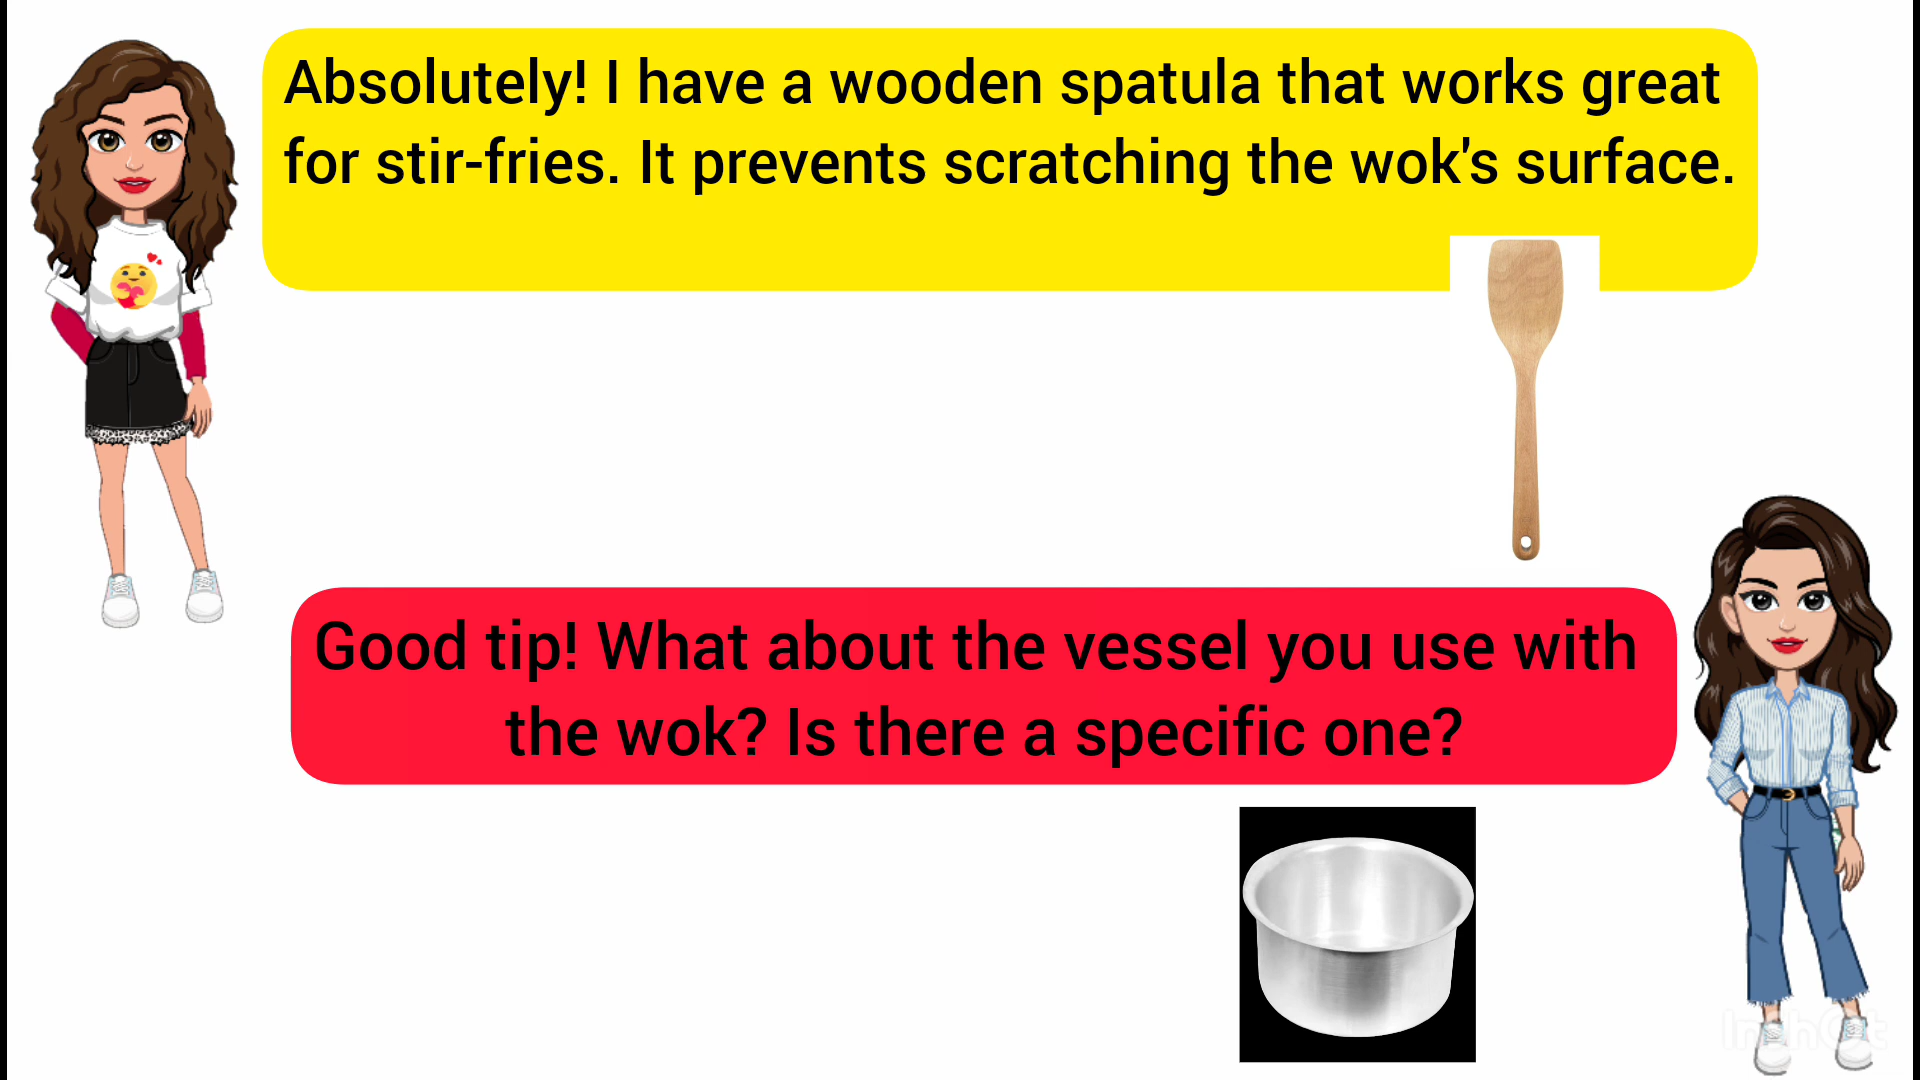 Absolutely! I have a wooden spatula that works great
for stir-fries. It prevents scratching the wok's surface.
Good tip! What about the vessel you use with
the wok? Is there a specific one?
InShOt